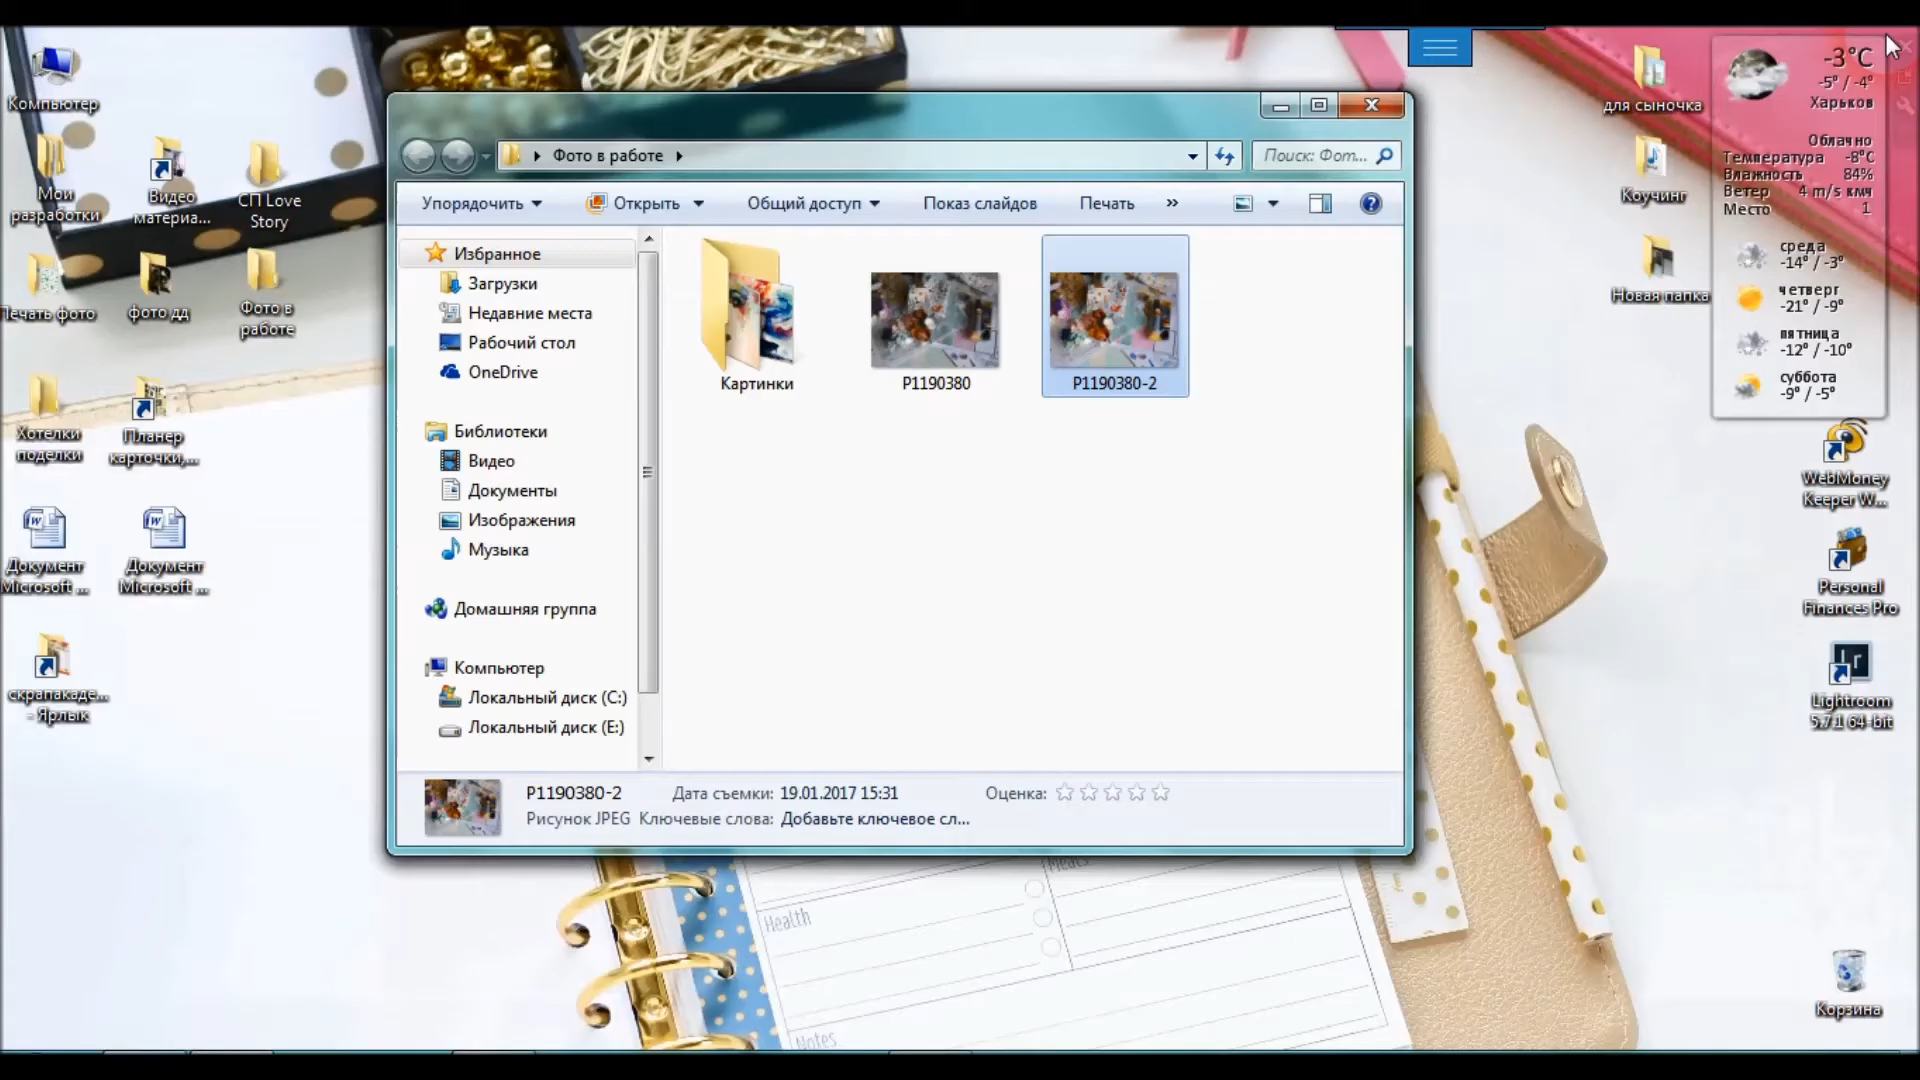 Компьютер
Мои
разработки
Видео
материа...
СП Love
Story
Печать фото
фото дд
Фото в
работе
Хотелки
поделки
Планер
карточки,...
Документ
Microsoft ...
Документ
Microsoft ...
скрапакаде...
- Ярлык
Фото в работе
Поиск: Фот...
Упорядочить
Открыть
Общий доступ
Показ слайдов
Печать
»
Избранное
Загрузки
Недавние места
Рабочий стол
OneDrive
Библиотеки
Видео
Документы
Изображения
Музыка
Домашняя группа
Компьютер
Локальный диск (C:)
Локальный диск (E:)
Картинки
P1190380
P1190380-2
P1190380-2
Дата съемки: 19.01.2017 15:31
Оценка:
Рисунок JPEG
Ключевые слова: Добавьте ключевое сл...
Health
Meals
Notes
для сыночка
Коучинг
Новая папка
-3°C
-5° / -4°
Харьков
Облачно
Температура -8°C
Влажность 84%
Ветер 4 m/s кмч
Место 1
среда
-14° / -3°
четверг
-21° / -9°
пятница
-12° / -10°
суббота
-9° / -5°
WebMoney
Keeper W...
Personal
Finances Pro
Lr
Lightroom
5.7.1 64-bit
Корзина